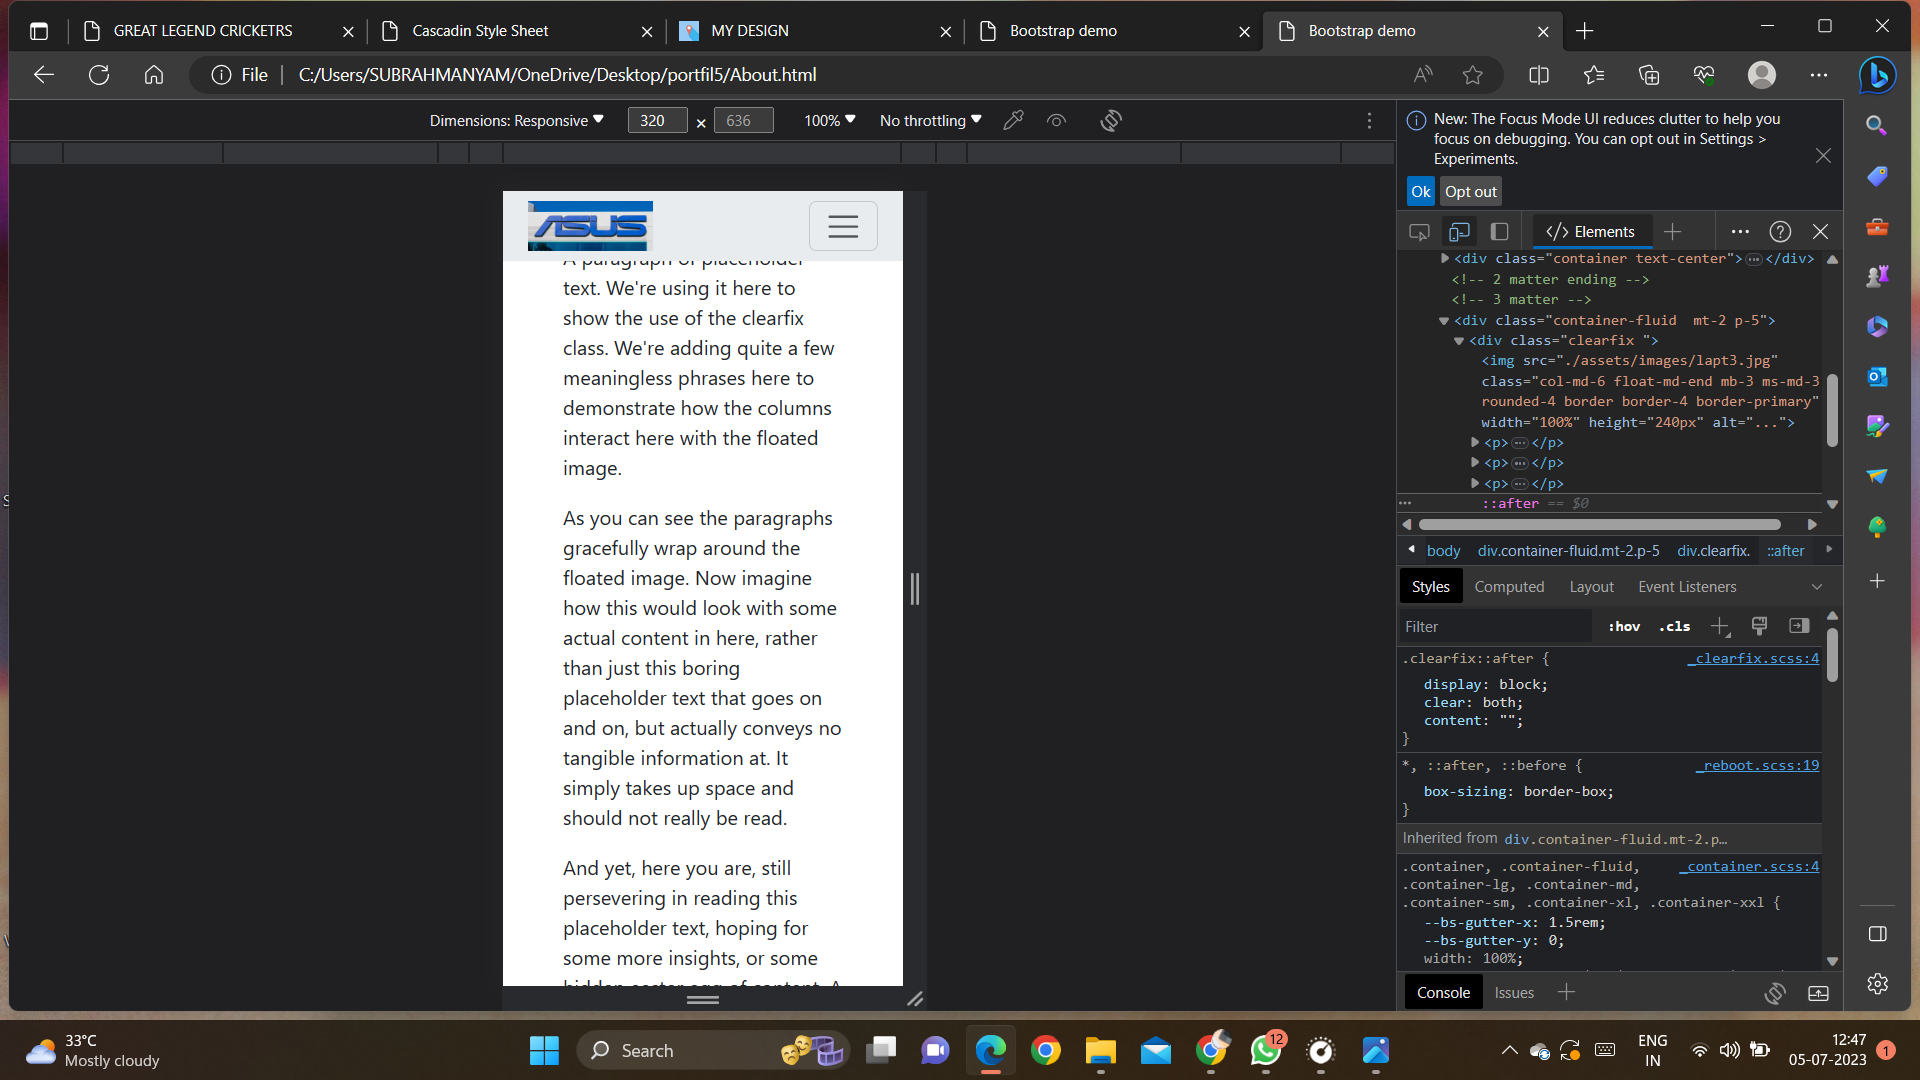 GREAT LEGEND CRICKETRS
Cascadin Style Sheet
MY DESIGN
Bootstrap demo
Bootstrap demo
File
C:/Users/SUBRAHMANYAM/OneDrive/Desktop/portfil5/About.html
Dimensions: Responsive
320 × 636
100%
No throttling
ASUS
text. We're using it here to
show the use of the clearfix
class. We're adding quite a few
meaningless phrases here to
demonstrate how the columns
interact here with the floated
image.
As you can see the paragraphs
gracefully wrap around the
floated image. Now imagine
how this would look with some
actual content in here, rather
than just this boring
placeholder text that goes on
and on, but actually conveys no
tangible information at. It
simply takes up space and
should not really be read.
And yet, here you are, still
persevering in reading this
placeholder text, hoping for
some more insights, or some
New: The Focus Mode UI reduces clutter to help you
focus on debugging. You can opt out in Settings >
Experiments.
Ok
Opt out
</> Elements
<div class="container text-center"> ⋯ </div>
<!-- 2 matter ending -->
<!-- 3 matter -->
<div class="container-fluid  mt-2 p-5">
<div class="clearfix ">
<img src="./assets/images/lapt3.jpg"
class="col-md-6 float-md-end mb-3 ms-md-3
rounded-4 border border-4 border-primary"
width="100%" height="240px" alt="...">
<p> ⋯ </p>
<p> ⋯ </p>
<p> ⋯ </p>
::after == $0
body
div.container-fluid.mt-2.p-5
div.clearfix.
::after
Styles
Computed
Layout
Event Listeners
Filter
:hov
.cls
.clearfix::after {
_clearfix.scss:4
display: block;
clear: both;
content: "";
}
*, ::after, ::before {
_reboot.scss:19
box-sizing: border-box;
}
Inherited from div.container-fluid.mt-2.p…
.container, .container-fluid,
_container.scss:4
.container-lg, .container-md,
.container-sm, .container-xl, .container-xxl {
--bs-gutter-x: 1.5rem;
--bs-gutter-y: 0;
width: 100%;
Console
Issues
33°C
Mostly cloudy
Search
12
ENG
IN
12:47
05-07-2023
1